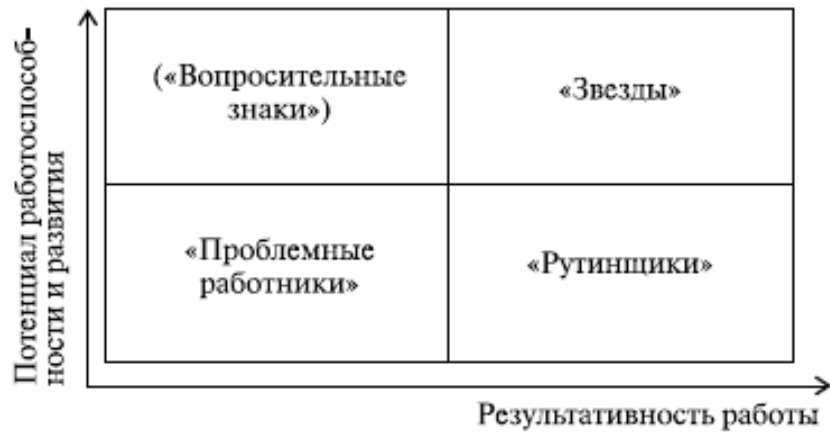 Потенциал работоспособ-
ности и развития
(«Вопросительные
знаки»)
«Звезды»
«Проблемные
работники»
«Рутинщики»
Результативность работы